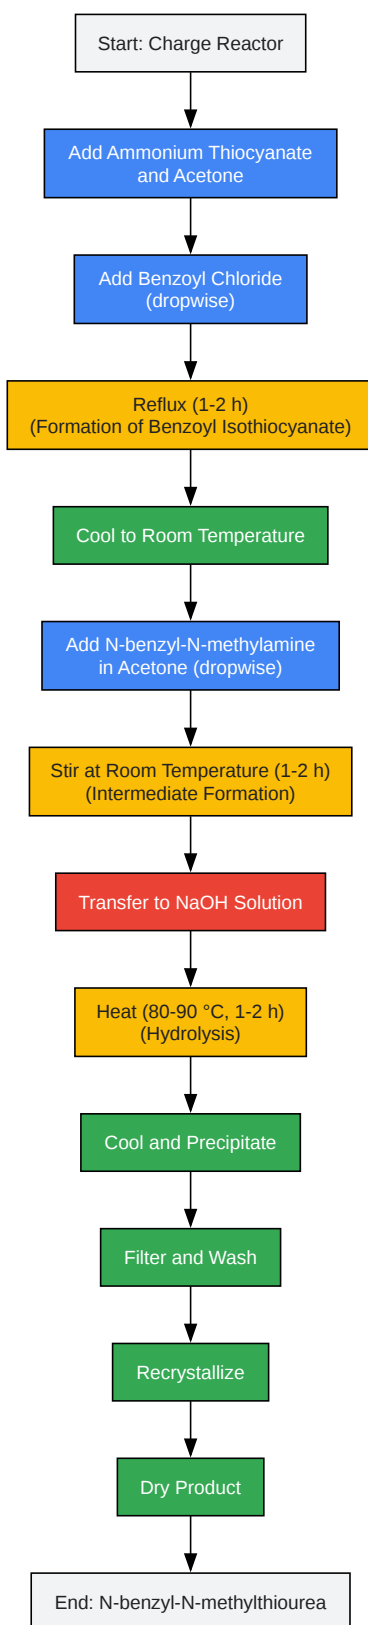 Start: Charge Reactor
Add Ammonium Thiocyanate
and Acetone
Add Benzoyl Chloride
(dropwise)
Reflux (1-2 h)
(Formation of Benzoyl Isothiocyanate)
Cool to Room Temperature
Add N-benzyl-N-methylamine
in Acetone (dropwise)
Stir at Room Temperature (1-2 h)
(Intermediate Formation)
Transfer to NaOH Solution
Heat (80-90 °C, 1-2 h)
(Hydrolysis)
Cool and Precipitate
Filter and Wash
Recrystallize
Dry Product
End: N-benzyl-N-methylthiourea